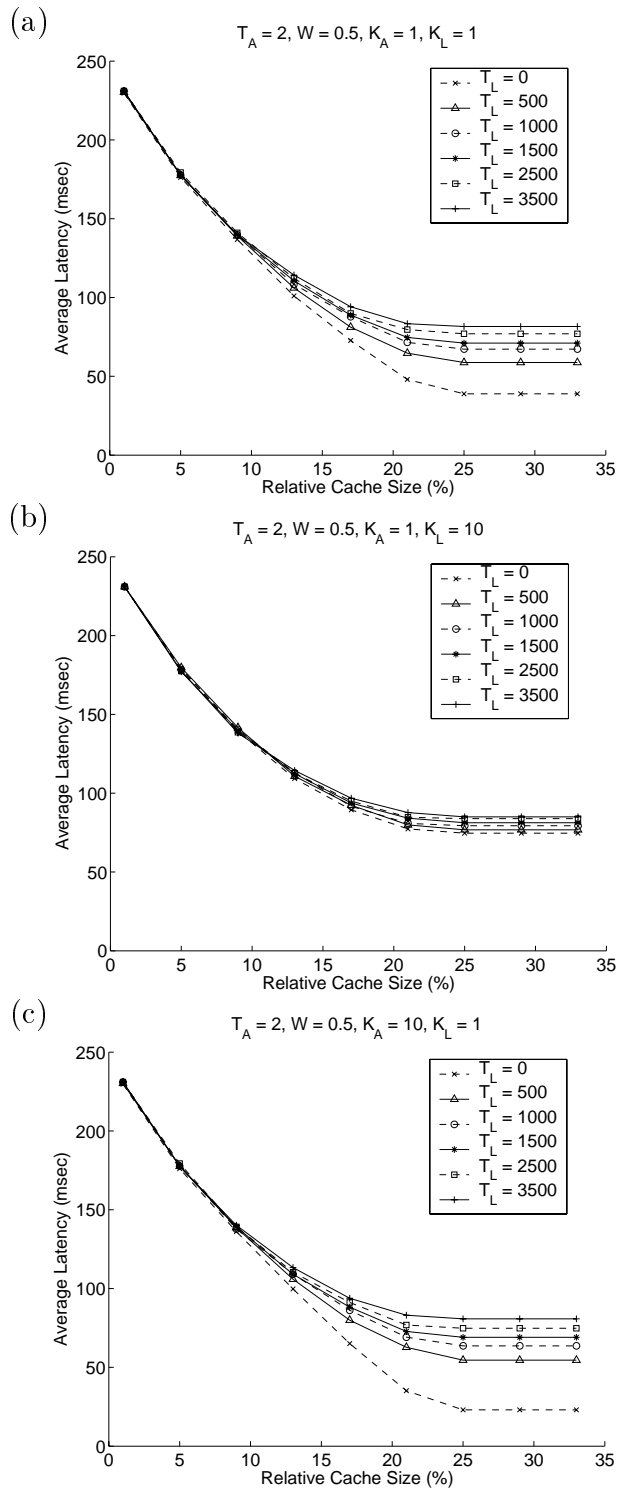 (a)
T_A = 2, W = 0.5, K_A = 1, K_L = 1
Average Latency (msec)
250
200
150
100
50
0
0 5 10 15 20 25 30 35
Relative Cache Size (%)
T_L = 0
T_L = 500
T_L = 1000
T_L = 1500
T_L = 2500
T_L = 3500
(b)
T_A = 2, W = 0.5, K_A = 1, K_L = 10
Average Latency (msec)
250
200
150
100
50
0
0 5 10 15 20 25 30 35
Relative Cache Size (%)
T_L = 0
T_L = 500
T_L = 1000
T_L = 1500
T_L = 2500
T_L = 3500
(c)
T_A = 2, W = 0.5, K_A = 10, K_L = 1
Average Latency (msec)
250
200
150
100
50
0
0 5 10 15 20 25 30 35
Relative Cache Size (%)
T_L = 0
T_L = 500
T_L = 1000
T_L = 1500
T_L = 2500
T_L = 3500